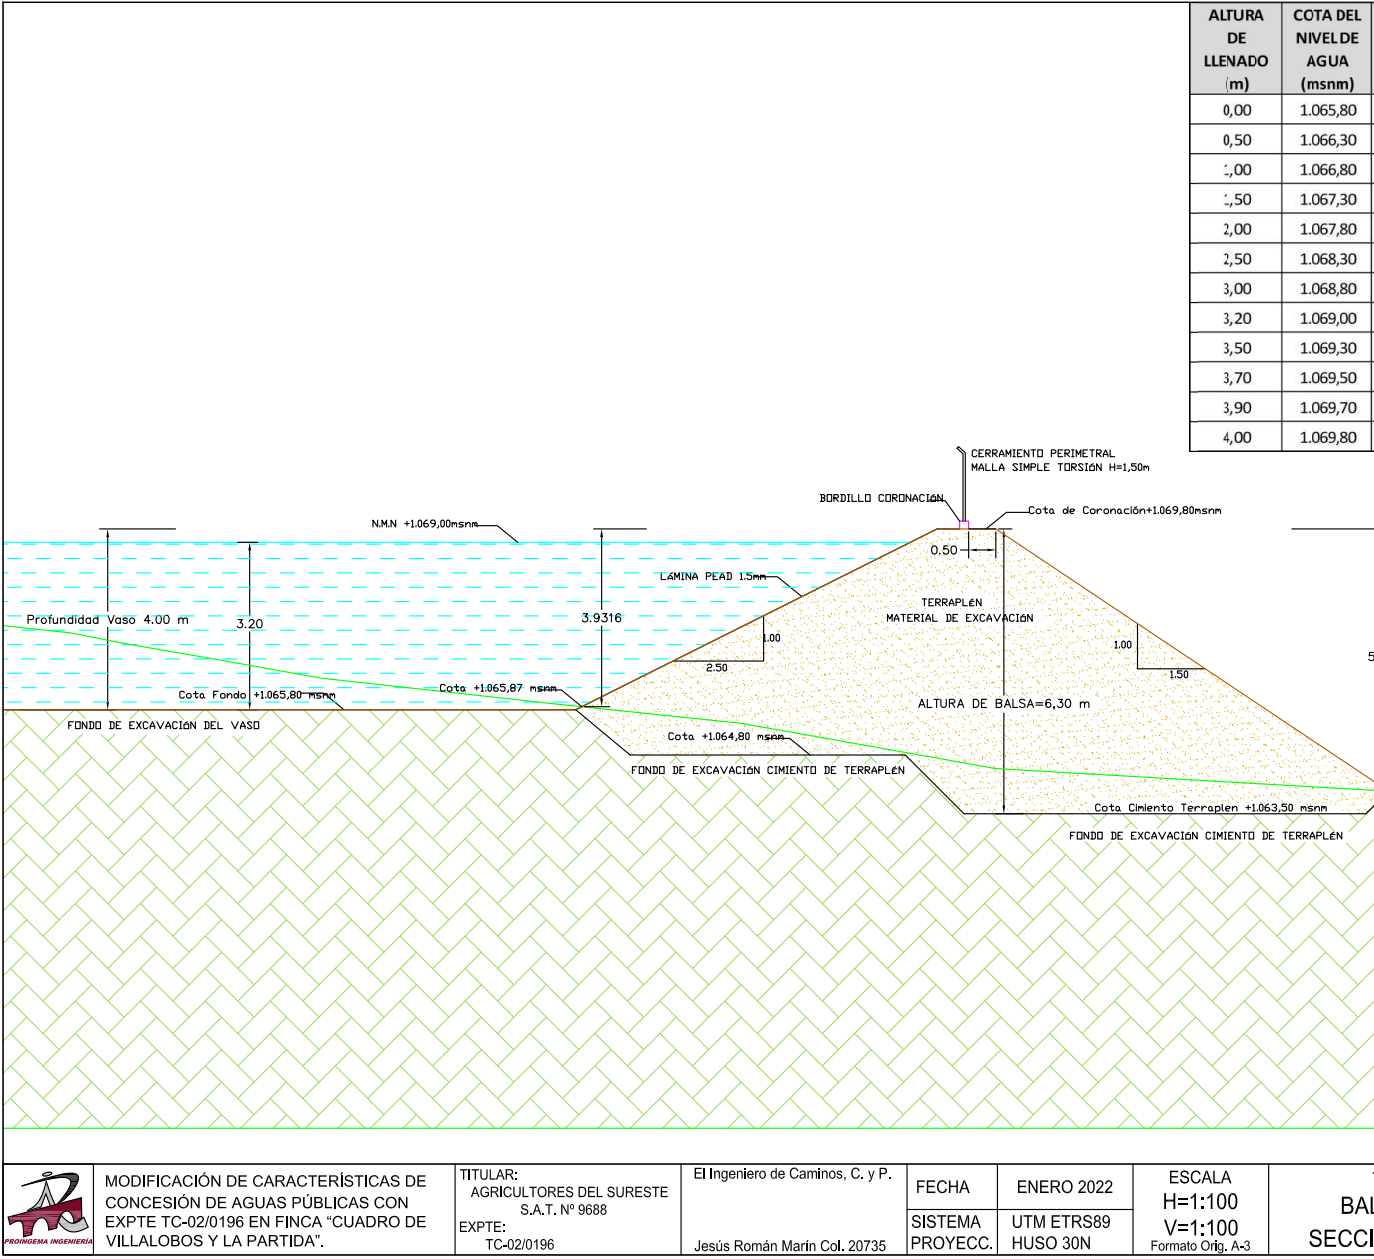 ALTURA DE LLENADO (m) COTA DEL NIVEL DE AGUA (msnm)
0,00 1.065,80
0,50 1.066,30
1,00 1.066,80
1,50 1.067,30
2,00 1.067,80
2,50 1.068,30
3,00 1.068,80
3,20 1.069,00
3,50 1.069,30
3,70 1.069,50
3,90 1.069,70
4,00 1.069,80
CERRAMIENTO PERIMETRAL
MALLA SIMPLE TORSIÓN H=1,50m
BORDILLO CORONACIÓN
Cota de Coronación+1.069,80msnm
N.M.N +1.069,00msnm
0.50
LÁMINA PEAD 1.5mm
TERRAPLÉN
MATERIAL DE EXCAVACIÓN
Profundidad Vaso 4.00 m
3.20
3.9316
1.00
2.50
1.00
1.50
5
Cota Fondo +1.065,80 msnm
Cota +1.065,87 msnm
ALTURA DE BALSA=6,30 m
FONDO DE EXCAVACIÓN DEL VASO
Cota +1.064,80 msnm
FONDO DE EXCAVACIÓN CIMIENTO DE TERRAPLÉN
Cota Cimiento Terraplen +1.063,50 msnm
FONDO DE EXCAVACIÓN CIMIENTO DE TERRAPLÉN
PROINGEMA INGENIERÍA
MODIFICACIÓN DE CARACTERÍSTICAS DE
CONCESIÓN DE AGUAS PÚBLICAS CON
EXPTE TC-02/0196 EN FINCA "CUADRO DE
VILLALOBOS Y LA PARTIDA".
TITULAR:
AGRICULTORES DEL SURESTE
S.A.T. Nº 9688
EXPTE:
TC-02/0196
El Ingeniero de Caminos, C. y P.
Jesús Román Marín Col. 20735
FECHA ENERO 2022
SISTEMA PROYECC. UTM ETRS89 HUSO 30N
ESCALA
H=1:100
V=1:100
Formato Orig. A-3
BAL
SECCI